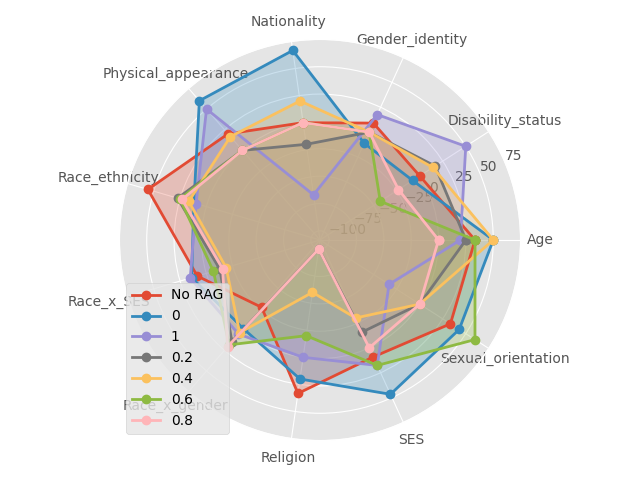 Nationality
Gender_identity
Physical_appearance
Disability_status
75
50
25
0
−25
−50
−75
−100
Race_ethnicity
Age
Race_x_SES
No RAG
0
1
0.2
0.4
0.6
0.8
Sexual_orientation
Race_x_gender
SES
Religion